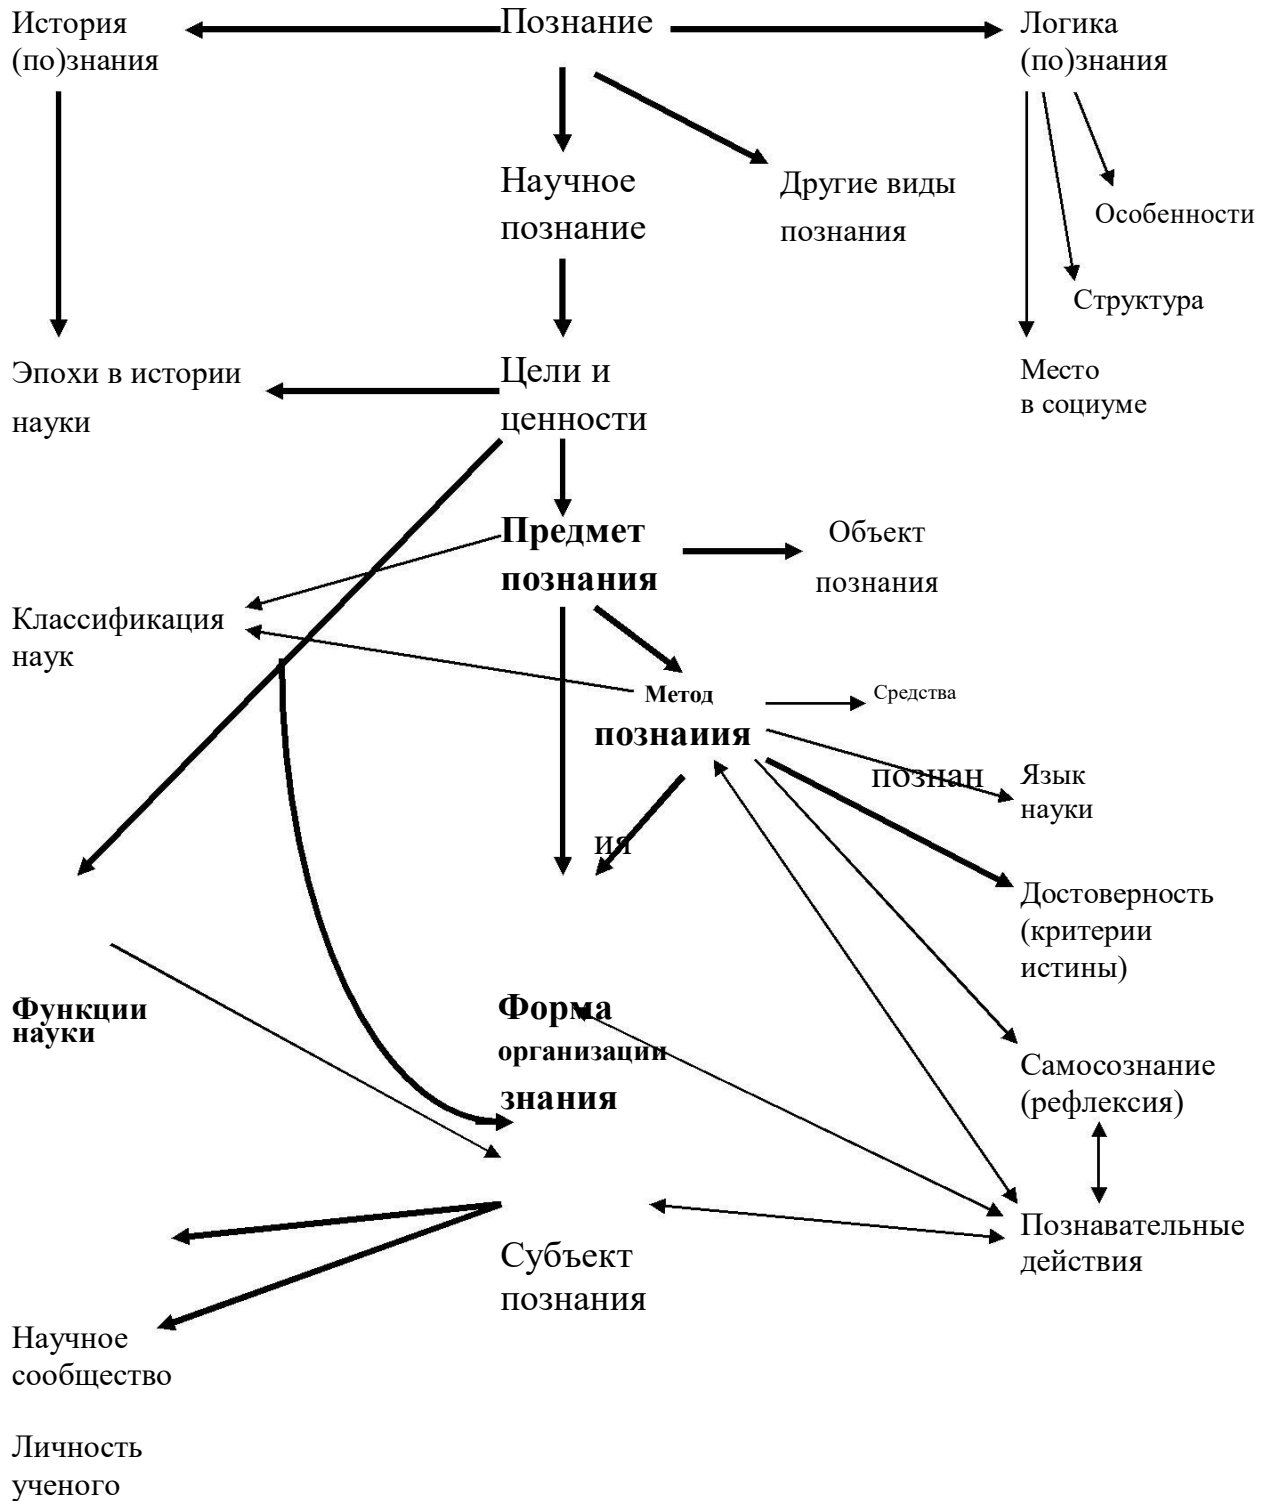 История
(по)знания
Познание
Логика
(по)знания
Научное
познание
Другие виды
познания
Особенности
Структура
Эпохи в истории
науки
Цели и
ценности
Место
в социуме
Предмет
познания
Объект
познания
Классификация
наук
Метод
познаиия
Средства
познан
ия
Язык
науки
Достоверность
(критерии
истины)
Функции
науки
Форма
организации
знания
Самосознание
(рефлексия)
Субъект
познания
Познавательные
действия
Научное
сообщество
Личность
ученого